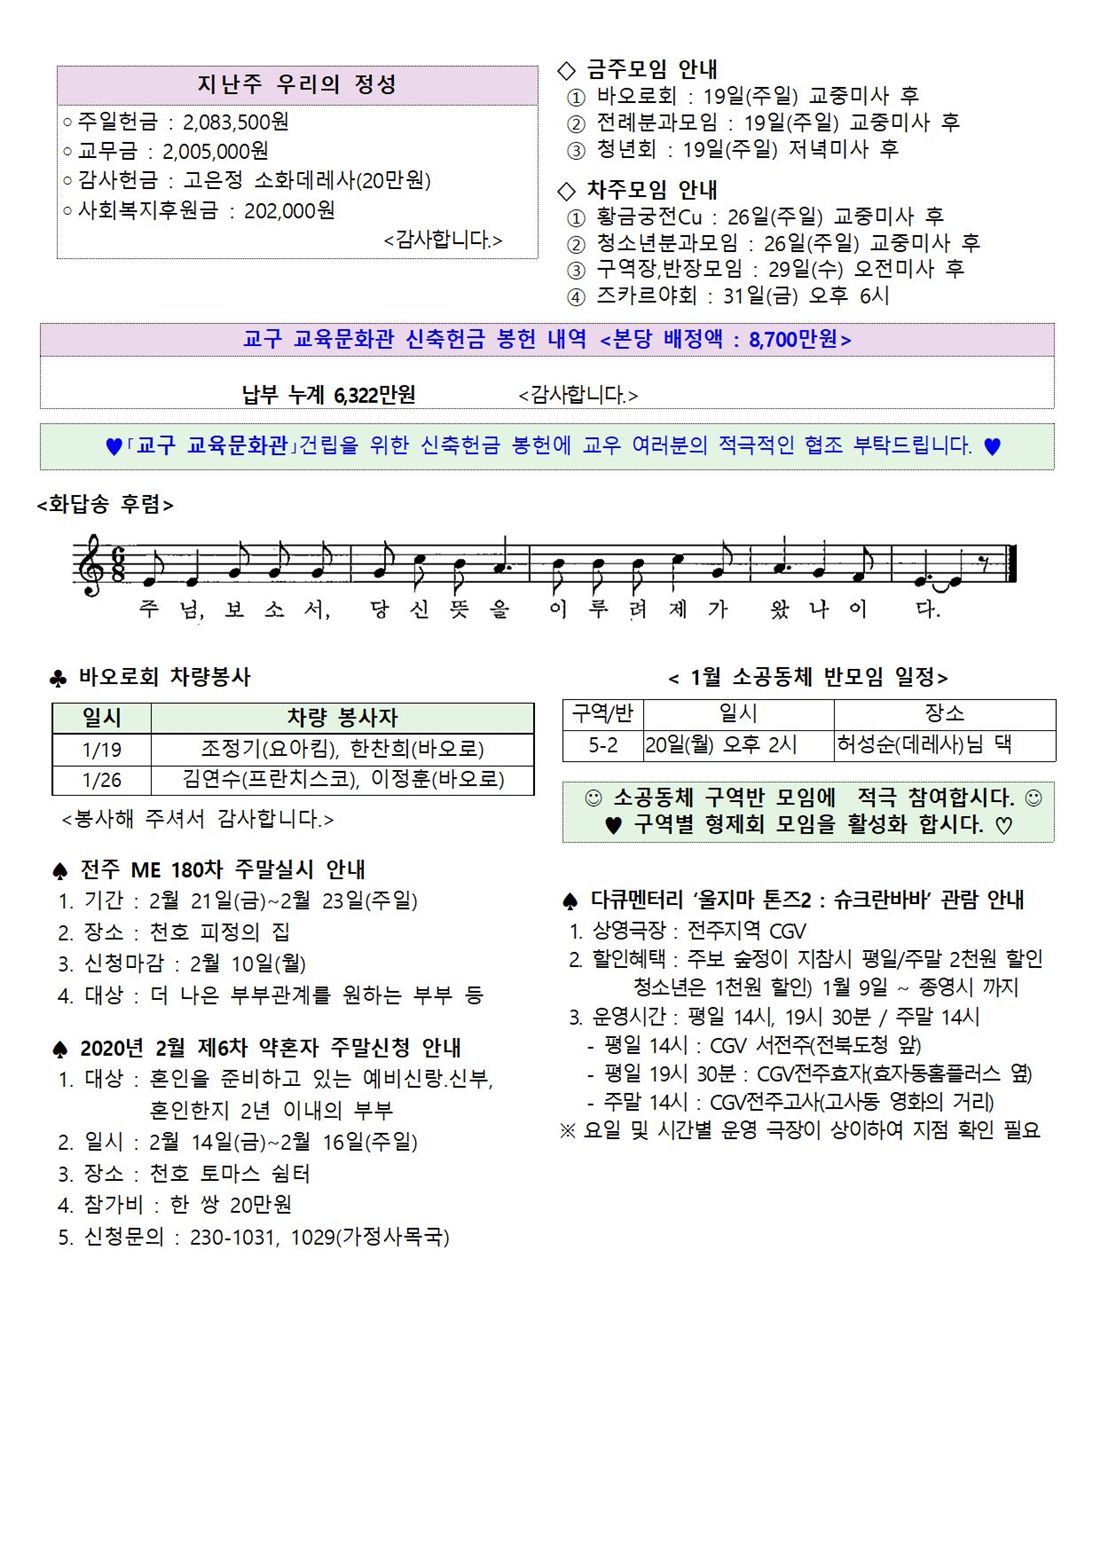 지난주 우리의 정성
○ 주일헌금 : 2,083,500원
○ 교무금 : 2,005,000원
○ 감사헌금 : 고은정 소화데레사(20만원)
○ 사회복지후원금 : 202,000원
<감사합니다.>
◇ 금주모임 안내
① 바오로회 : 19일(주일) 교중미사 후
② 전례분과모임 : 19일(주일) 교중미사 후
③ 청년회 : 19일(주일) 저녁미사 후
◇ 차주모임 안내
① 황금궁전Cu : 26일(주일) 교중미사 후
② 청소년분과모임 : 26일(주일) 교중미사 후
③ 구역장,반장모임 : 29일(수) 오전미사 후
④ 즈카르야회 : 31일(금) 오후 6시
교구 교육문화관 신축헌금 봉헌 내역 <본당 배정액 : 8,700만원>
납부 누계 6,322만원 <감사합니다.>
♥「교구 교육문화관」건립을 위한 신축헌금 봉헌에 교우 여러분의 적극적인 협조 부탁드립니다. ♥
<화답송 후렴>
6
8
주 님, 보 소 서, 당 신 뜻 을 이 루 려 제 가 왔 나 이 다.
♣ 바오로회 차량봉사
일시 차량 봉사자
1/19 조정기(요아킴), 한찬희(바오로)
1/26 김연수(프란치스코), 이정훈(바오로)
<봉사해 주셔서 감사합니다.>
♠ 전주 ME 180차 주말실시 안내
1. 기간 : 2월 21일(금)~2월 23일(주일)
2. 장소 : 천호 피정의 집
3. 신청마감 : 2월 10일(월)
4. 대상 : 더 나은 부부관계를 원하는 부부 등
♠ 2020년 2월 제6차 약혼자 주말신청 안내
1. 대상 : 혼인을 준비하고 있는 예비신랑.신부,
혼인한지 2년 이내의 부부
2. 일시 : 2월 14일(금)~2월 16일(주일)
3. 장소 : 천호 토마스 쉼터
4. 참가비 : 한 쌍 20만원
5. 신청문의 : 230-1031, 1029(가정사목국)
< 1월 소공동체 반모임 일정>
구역/반 일시 장소
5-2 20일(월) 오후 2시 허성순(데레사)님 댁
☺ 소공동체 구역반 모임에 적극 참여합시다. ☺
♥ 구역별 형제회 모임을 활성화 합시다. ♡
♠ 다큐멘터리 ‘울지마 톤즈2 : 슈크란바바’ 관람 안내
1. 상영극장 : 전주지역 CGV
2. 할인혜택 : 주보 숲정이 지참시 평일/주말 2천원 할인
청소년은 1천원 할인) 1월 9일 ~ 종영시 까지
3. 운영시간 : 평일 14시, 19시 30분 / 주말 14시
- 평일 14시 : CGV 서전주(전북도청 앞)
- 평일 19시 30분 : CGV전주효자(효자동홈플러스 옆)
- 주말 14시 : CGV전주고사(고사동 영화의 거리)
※ 요일 및 시간별 운영 극장이 상이하여 지점 확인 필요